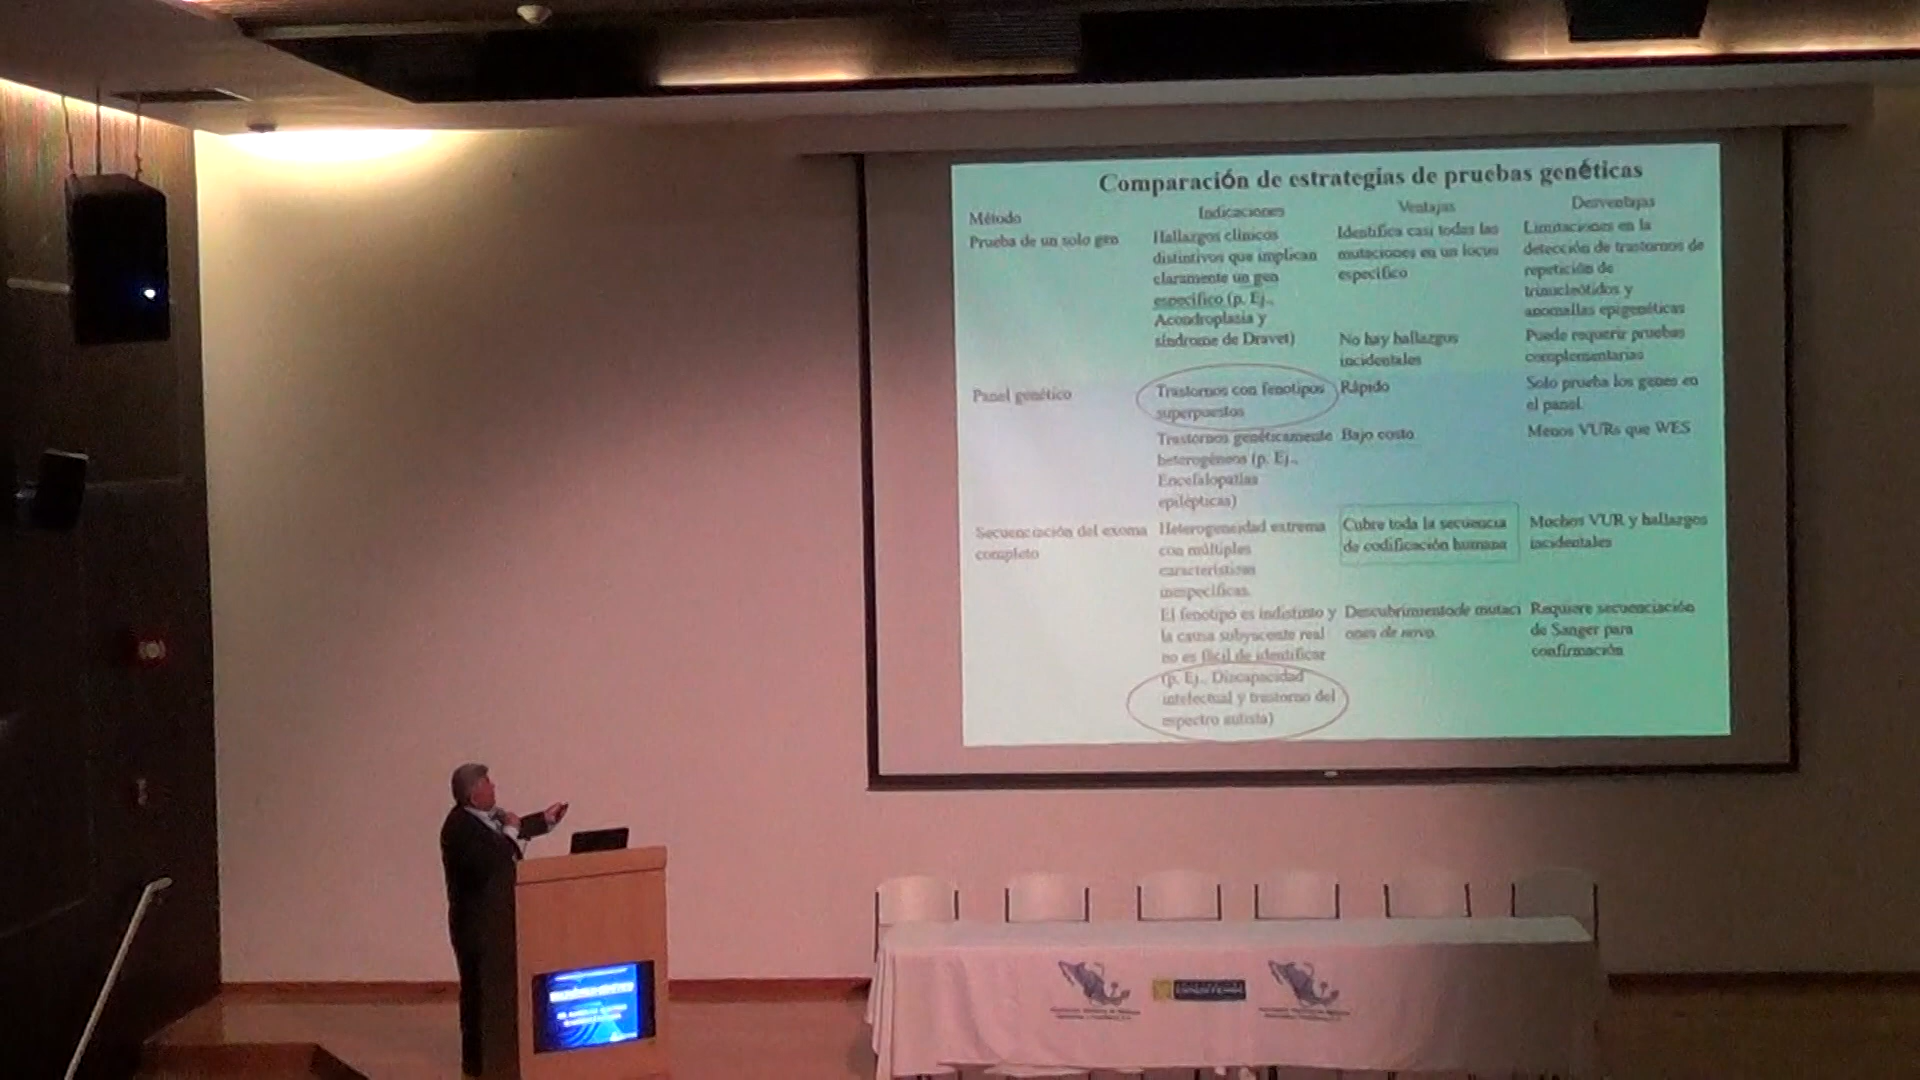 Comparación de estrategias de pruebas genéticas
Método
Indicaciones
Ventajas
Desventajas
Prueba de un solo gen
Hallazgos clínicos
distintivos que implican
claramente un gen
específico (p. Ej.,
Acondroplasia y
síndrome de Dravet)
Identifica casi todas las
mutaciones en un locus
específico
No hay hallazgos
incidentales
Limitaciones en la
detección de trastornos de
repetición de
trinucleótidos y
anomalías epigenéticas
Puede requerir pruebas
complementarias
Panel genético
Trastornos con fenotipos
superpuestos
Trastornos genéticamente
heterogéneos (p. Ej.,
Encefalopatías
epilépticas)
Rápido
Bajo costo
Solo prueba los genes en
el panel.
Menos VURs que WES
Secuenciación del exoma
completo
Heterogeneidad extrema
con múltiples
características
inespecíficas.
El fenotipo es indistinto y
la causa subyacente real
no es fácil de identificar
(p. Ej., Discapacidad
intelectual y trastorno del
espectro autista)
Cubre toda la secuencia
de codificación humana
Descubrimientode mutaci
ones de novo.
Muchos VUR y hallazgos
incidentales
Requiere secuenciación
de Sanger para
confirmación